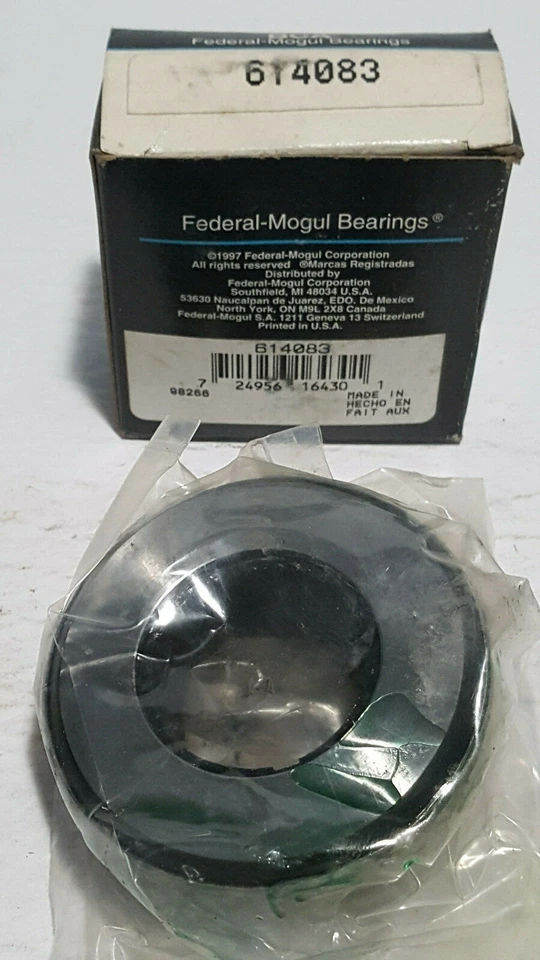 BCA
Federal-Mogul Bearings
614083
Federal-Mogul Bearings®
©1997 Federal-Mogul Corporation
All rights reserved ®Marcas Registradas
Distributed by
Federal-Mogul Corporation
Southfield, MI 48034 U.S.A.
53630 Naucalpan de Juarez, EDO. De Mexico
North York, ON M9L 2X8 Canada
Federal-Mogul S.A. 1211 Geneva 13 Switzerland
Printed in U.S.A.
614083
7 24956 16430 1
98266
MADE IN
HECHO EN
FAIT AUX